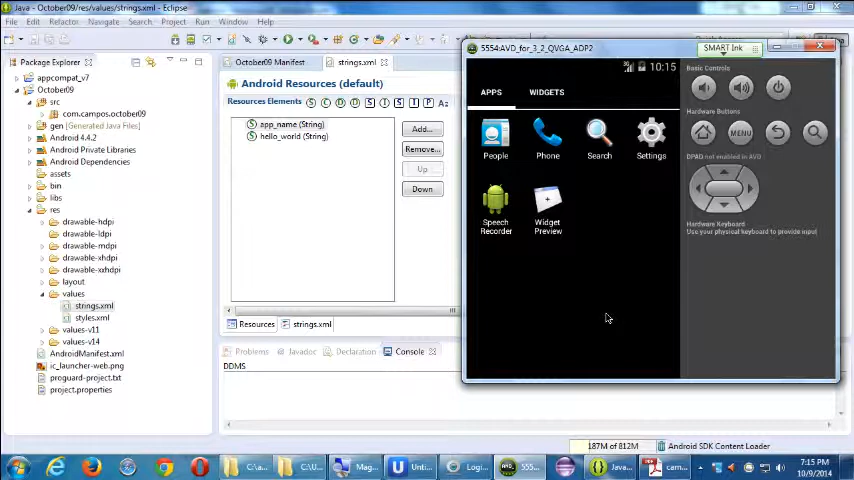 Java - October09/res/values/strings.xml - Eclipse
File Edit Refactor Navigate Search Project Run Window Help
Package Explorer
appcompat_v7
October09
src
com.campos.october09
gen [Generated Java Files]
Android 4.4.2
Android Private Libraries
Android Dependencies
assets
bin
libs
res
drawable-hdpi
drawable-ldpi
drawable-mdpi
drawable-xhdpi
drawable-xxhdpi
layout
values
strings.xml
styles.xml
values-v11
values-v14
AndroidManifest.xml
ic_launcher-web.png
proguard-project.txt
project.properties
October09 Manifest
strings.xml
Android Resources (default)
Resources Elements S C D D S I S I P Az
S app_name (String)
S hello_world (String)
Add...
Remove...
Up
Down
Resources
strings.xml
Problems
Javadoc
Declaration
Console
DDMS
5554:AVD_for_3_2_QVGA_ADP2
SMART Ink
10:15
APPS
WIDGETS
People
Phone
Search
Settings
Speech
Recorder
Widget
Preview
Basic Controls
Hardware Buttons
MENU
DPAD not enabled in AVD
Hardware Keyboard
Use your physical keyboard to provide input
187M of 812M
Android SDK Content Loader
C:\a...
C:\U...
Mag...
Unti...
Logi...
555...
Java...
cam...
7:15 PM
10/9/2014